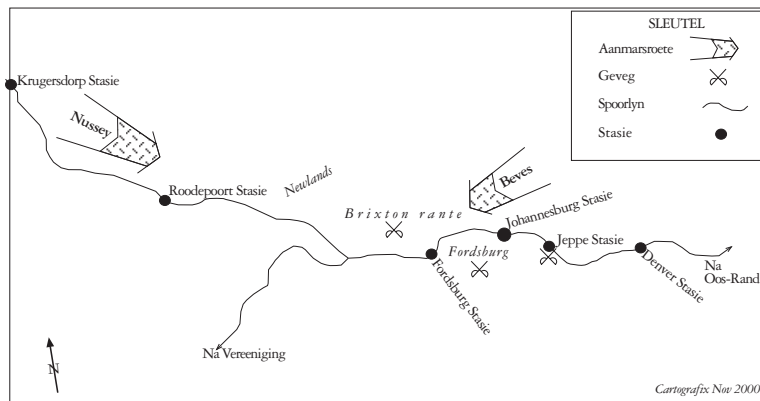 SLEUTEL
Aanmarsroete
Geveg
Spoorlyn
Stasie
Krugersdorp Stasie
Nussey
Roodepoort Stasie
Newlands
Brixton rante
Beves
Johannesburg Stasie
Fordsburg
Jeppe Stasie
Fordsburg Stasie
Denver Stasie
Na
Oos-Rand
Na Vereeniging
N
Cartografix Nov 2000